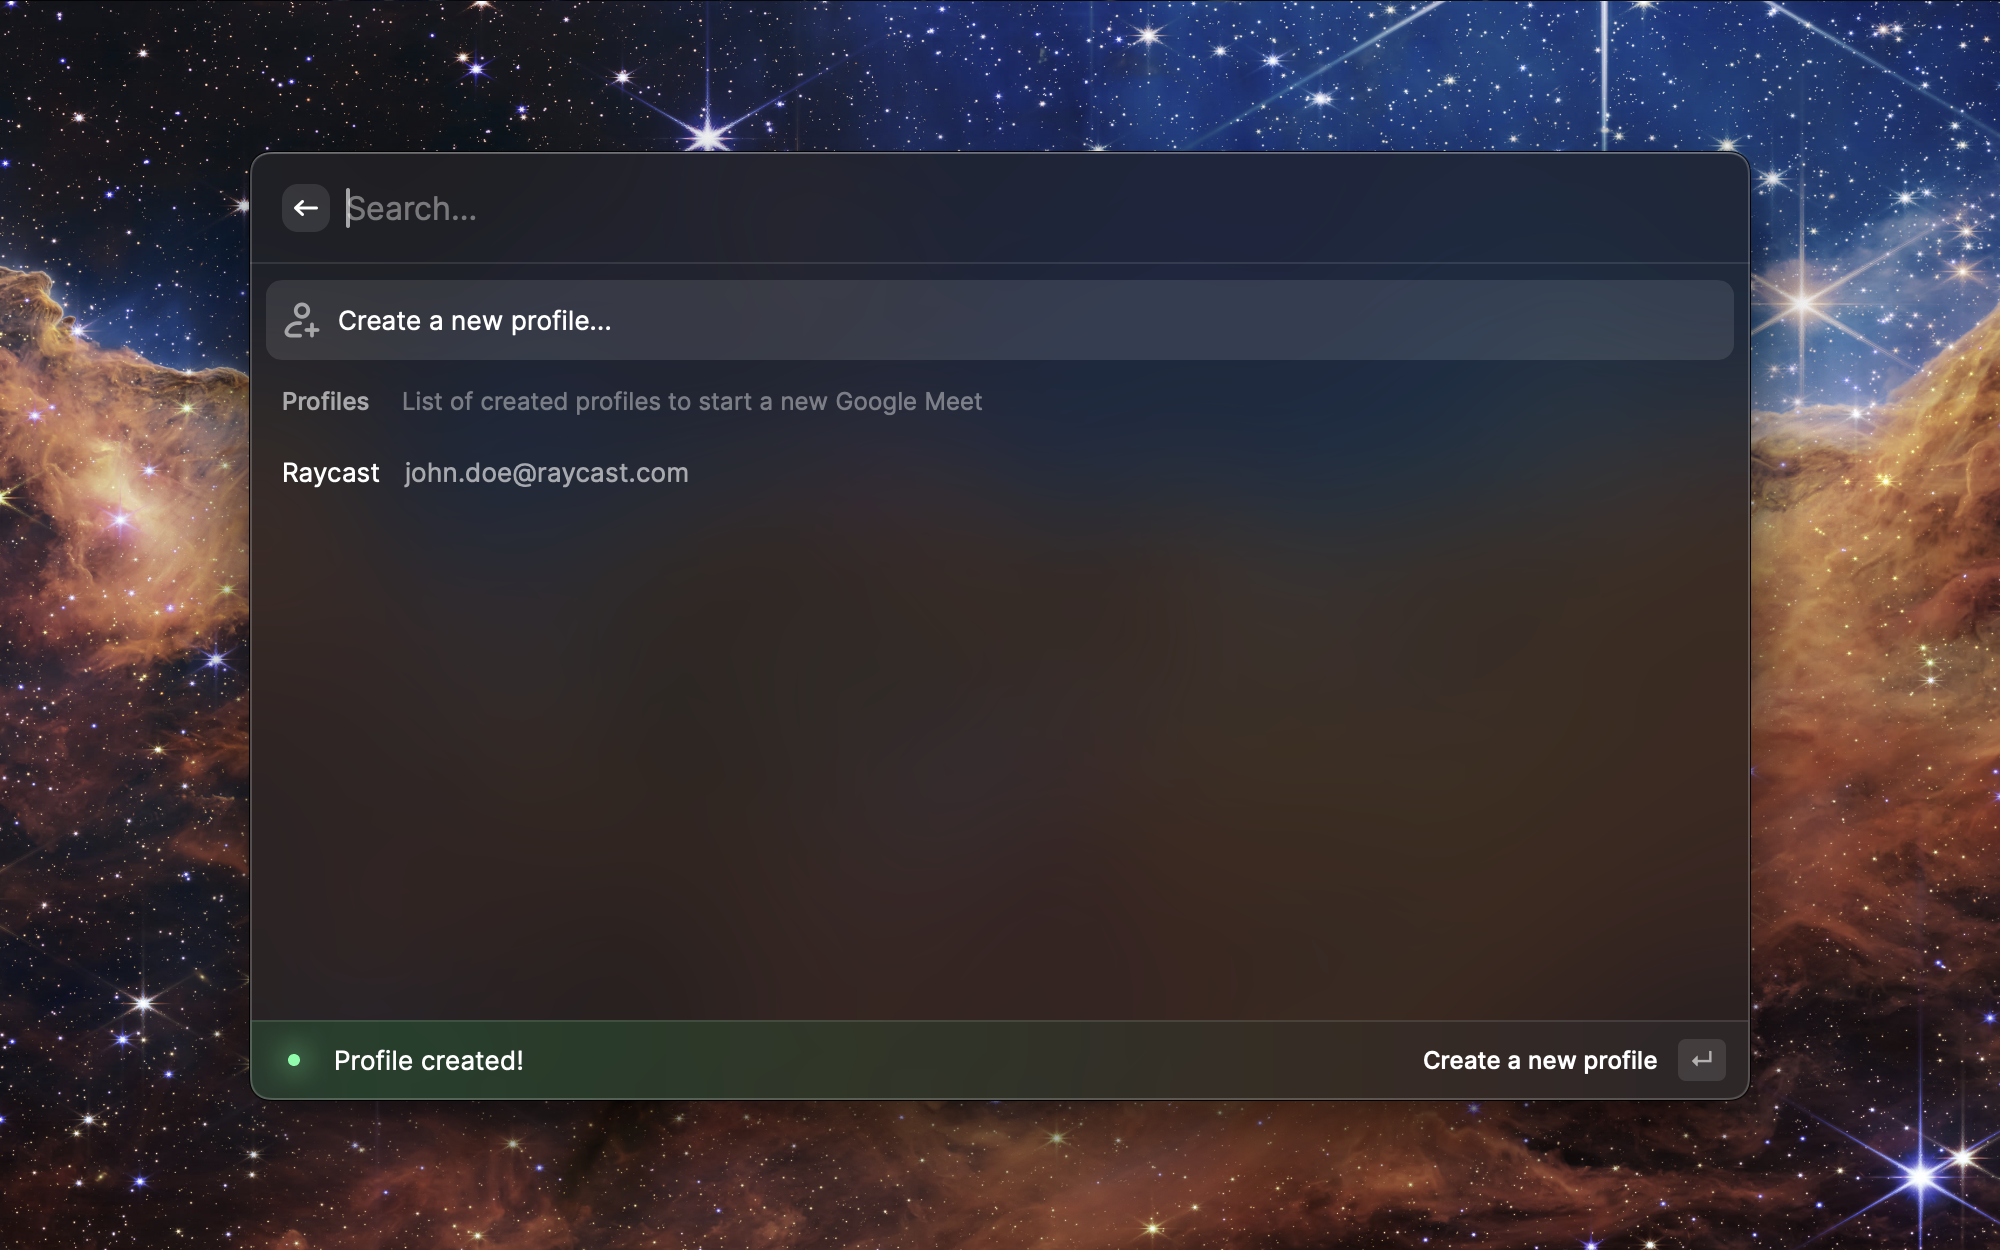 Search...
Create a new profile...
Profiles List of created profiles to start a new Google Meet
Raycast john.doe@raycast.com
Profile created! Create a new profile